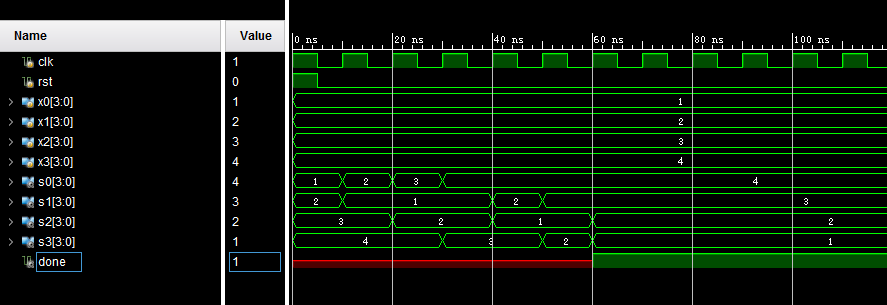 Name Value
0 ns 20 ns 40 ns 60 ns 80 ns 100 ns
clk 1
rst 0
x0[3:0] 1 1
x1[3:0] 2 2
x2[3:0] 3 3
x3[3:0] 4 4
s0[3:0] 4 1 2 3 4
s1[3:0] 3 2 1 2 3
s2[3:0] 2 3 2 1 2
s3[3:0] 1 4 3 2 1
done 1